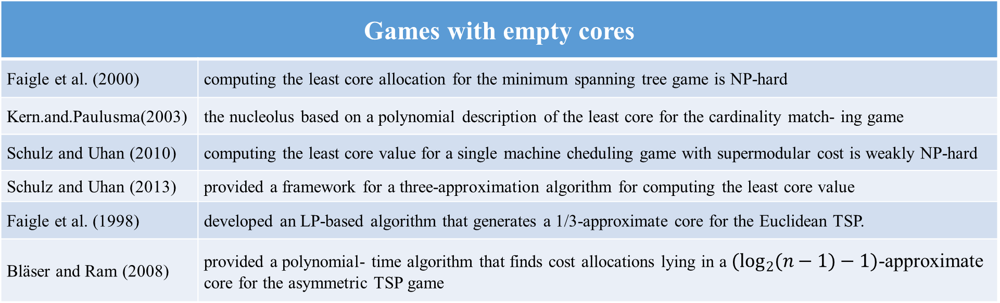 Games with empty cores
Faigle et al. (2000) computing the least core allocation for the minimum spanning tree game is NP-hard
Kern.and.Paulusma(2003) the nucleolus based on a polynomial description of the least core for the cardinality match- ing game
Schulz and Uhan (2010) computing the least core value for a single machine cheduling game with supermodular cost is weakly NP-hard
Schulz and Uhan (2013) provided a framework for a three-approximation algorithm for computing the least core value
Faigle et al. (1998) developed an LP-based algorithm that generates a 1/3-approximate core for the Euclidean TSP.
Bläser and Ram (2008) provided a polynomial- time algorithm that finds cost allocations lying in a (log₂(n − 1) − 1)-approximate
core for the asymmetric TSP game